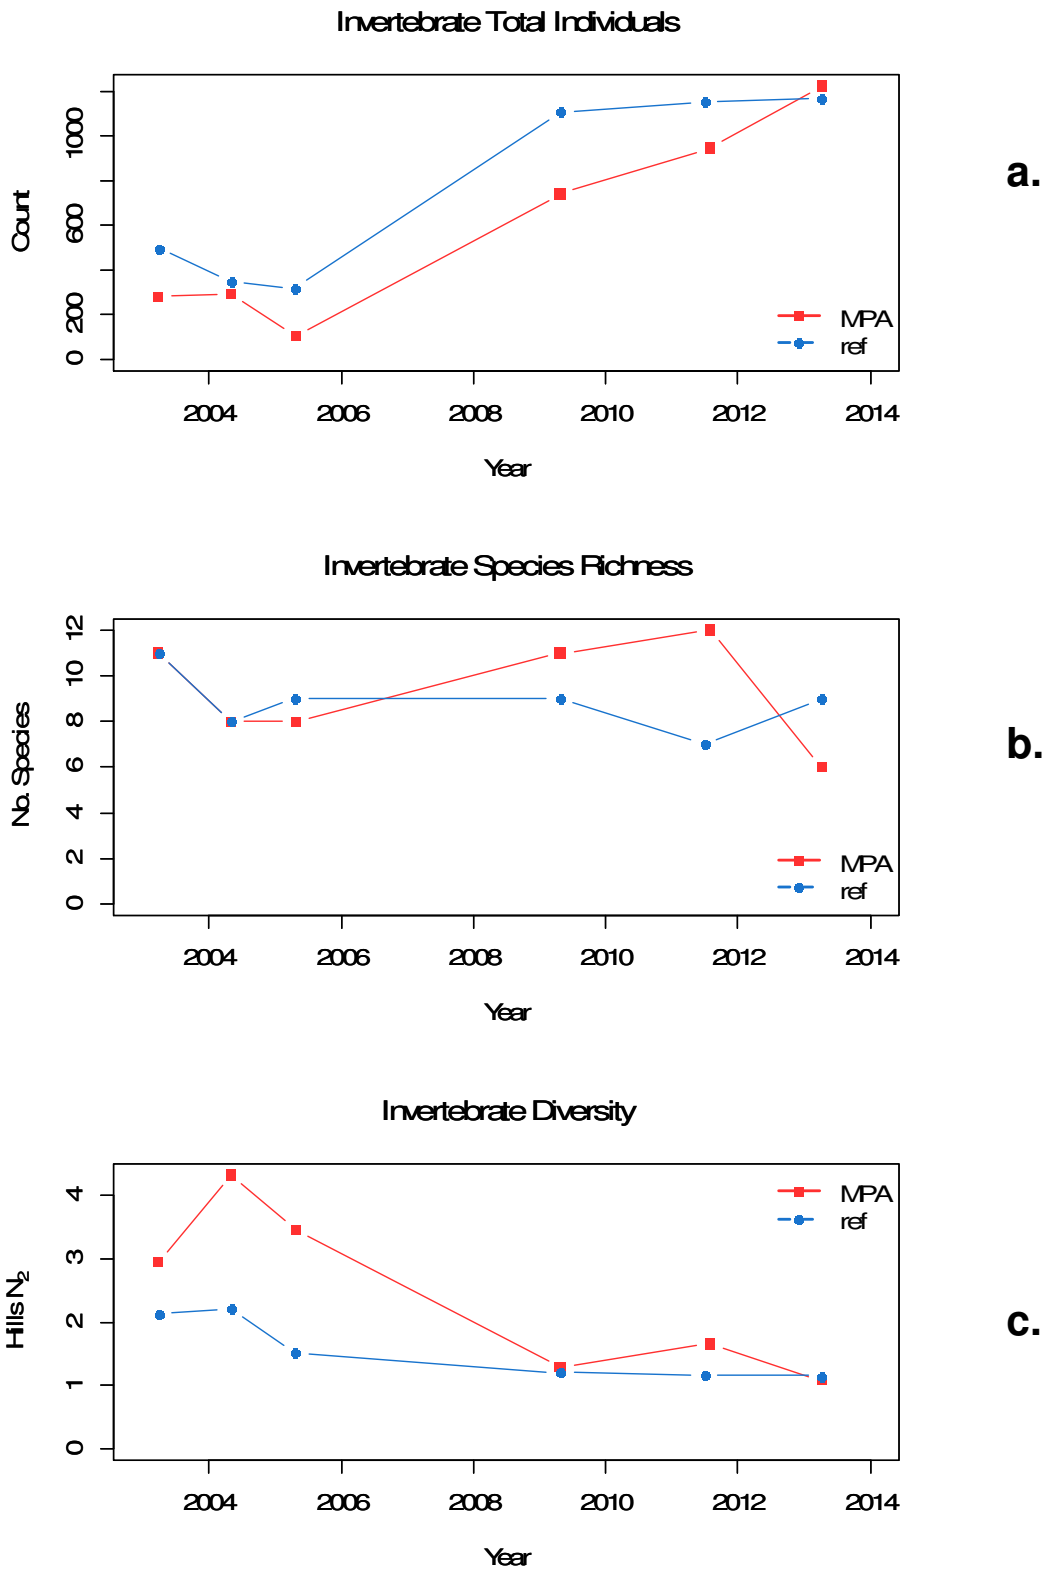 Invertebrate Total Individuals
a.
Count
0 200 600 1000
MPA
ref
2004 2006 2008 2010 2012 2014
Year
Invertebrate Species Richness
b.
No. Species
0 2 4 6 8 10 12
MPA
ref
2004 2006 2008 2010 2012 2014
Year
Invertebrate Diversity
c.
Hills N2
0 1 2 3 4
MPA
ref
2004 2006 2008 2010 2012 2014
Year